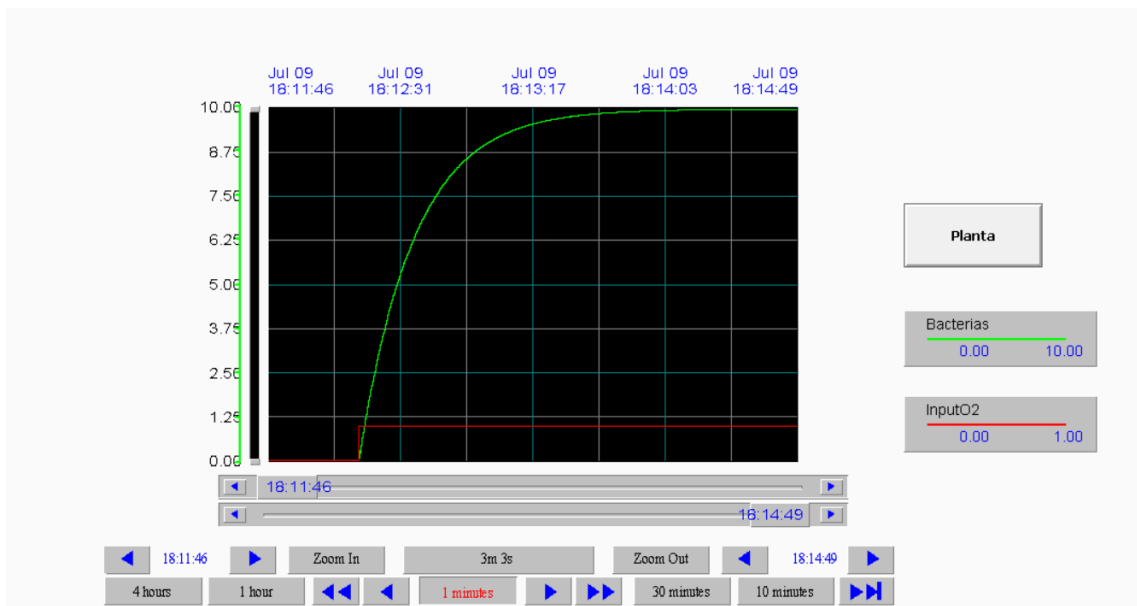 Jul 09 Jul 09 Jul 09 Jul 09 Jul 09
18:11:46 18:12:31 18:13:17 18:14:03 18:14:49
10.00
8.75
7.50
6.25
5.00
3.75
2.50
1.25
0.00
Planta
Bacterias
0.00 10.00
InputO2
0.00 1.00
18:11:46
18:14:49
18:11:46 Zoom In 3m 3s Zoom Out 18:14:49
4 hours 1 hour 1 minutes 30 minutes 10 minutes